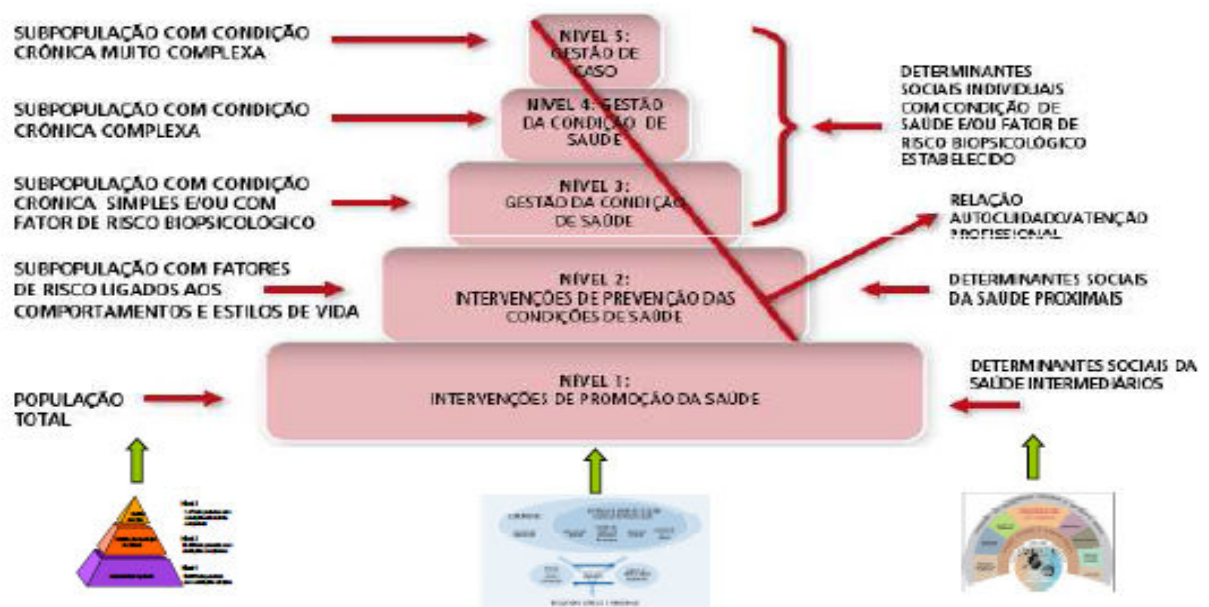 SUBPOPULAÇÃO COM CONDIÇÃO
CRÔNICA MUITO COMPLEXA
SUBPOPULAÇÃO COM CONDIÇÃO
CRÔNICA COMPLEXA
SUBPOPULAÇÃO COM CONDIÇÃO
CRÔNICA SIMPLES E/OU COM
FATOR DE RISCO BIOPSICOLÓGICO
SUBPOPULAÇÃO COM FATORES
DE RISCO LIGADOS AOS
COMPORTAMENTOS E ESTILOS DE VIDA
POPULAÇÃO
TOTAL
NÍVEL 5:
GESTÃO DE
CASO
NÍVEL 4: GESTÃO
DA CONDIÇÃO DE
SAÚDE
NÍVEL 3:
GESTÃO DA CONDIÇÃO
DE SAÚDE
NÍVEL 2:
INTERVENÇÕES DE PREVENÇÃO DAS
CONDIÇÕES DE SAÚDE
NÍVEL 1:
INTERVENÇÕES DE PROMOÇÃO DA SAÚDE
DETERMINANTES
SOCIAIS INDIVIDUAIS
COM CONDIÇÃO DE
SAÚDE E/OU FATOR DE
RISCO BIOPSICOLÓGICO
ESTABELECIDO
RELAÇÃO
AUTOCUIDADO/ATENÇÃO
PROFISSIONAL
DETERMINANTES SOCIAIS
DA SAÚDE PROXIMAIS
DETERMINANTES SOCIAIS DA
SAÚDE INTERMEDIÁRIOS